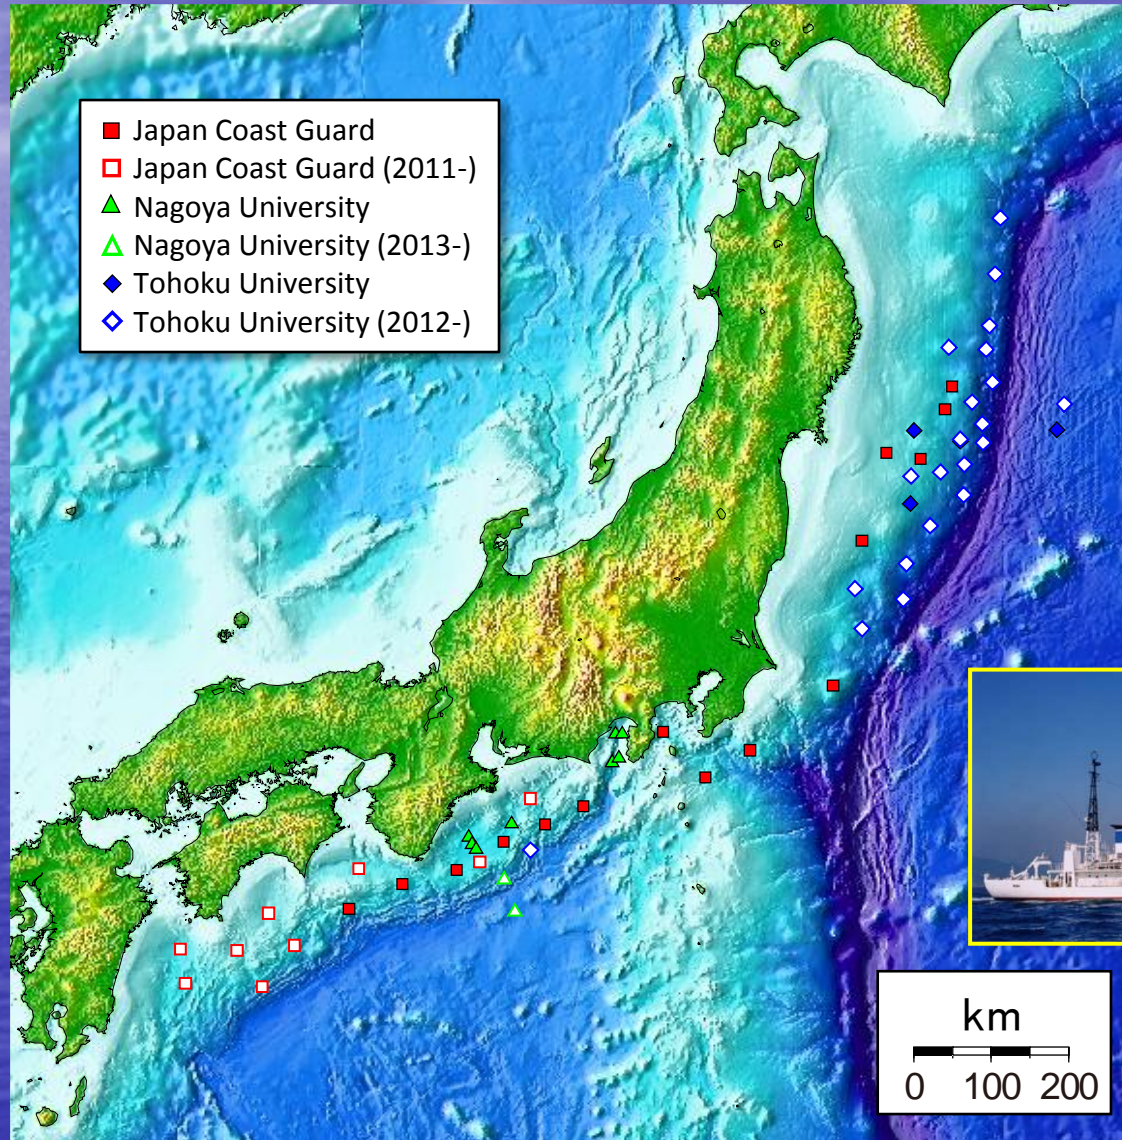 Japan Coast Guard
Japan Coast Guard (2011-)
Nagoya University
Nagoya University (2013-)
Tohoku University
Tohoku University (2012-)
km
0 100 200